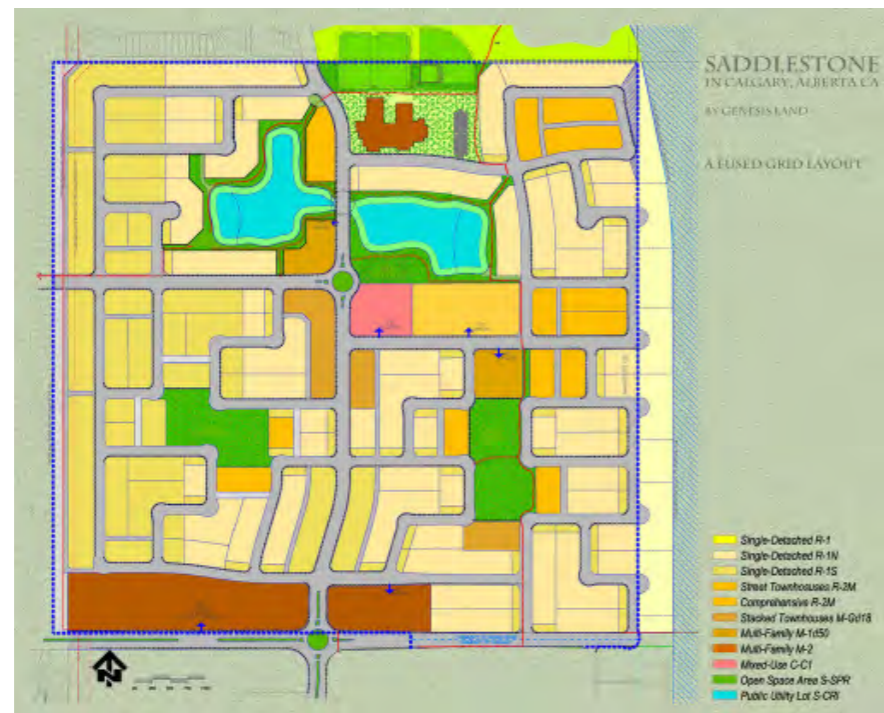 SADDLESTONE
IN CALGARY, ALBERTA CA
BY GENESIS LAND
A FUSED GRID LAYOUT
Single-Detached R-1
Single-Detached R-1N
Single-Detached R-1S
Street Townhosuses R-2M
Comprehensive R-2M
Stacked Townhouses M-Gd18
Multi-Family M-1d50
Multi-Family M-2
Mixed-Use C-C1
Open Space Area S-SPR
Public Utility Lot S-CRI
N